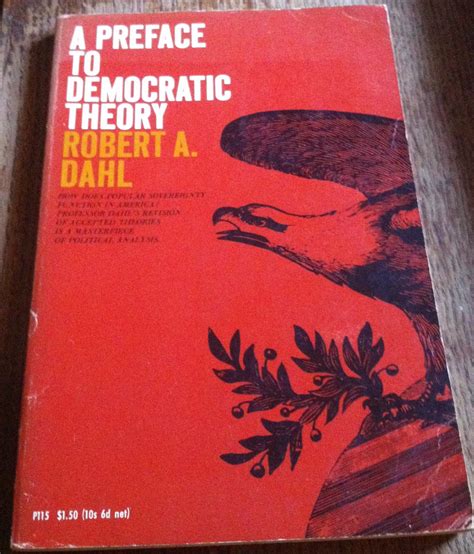 A PREFACE
TO
DEMOCRATIC
THEORY
ROBERT A.
DAHL
HOW DOES POPULAR SOVEREIGNTY
FUNCTION IN AMERICA?
PROFESSOR DAHL'S REVISION
OF ACCEPTED THEORIES
IS A MASTERPIECE
OF POLITICAL ANALYSIS.
P115 $1.50 (10s 6d net)